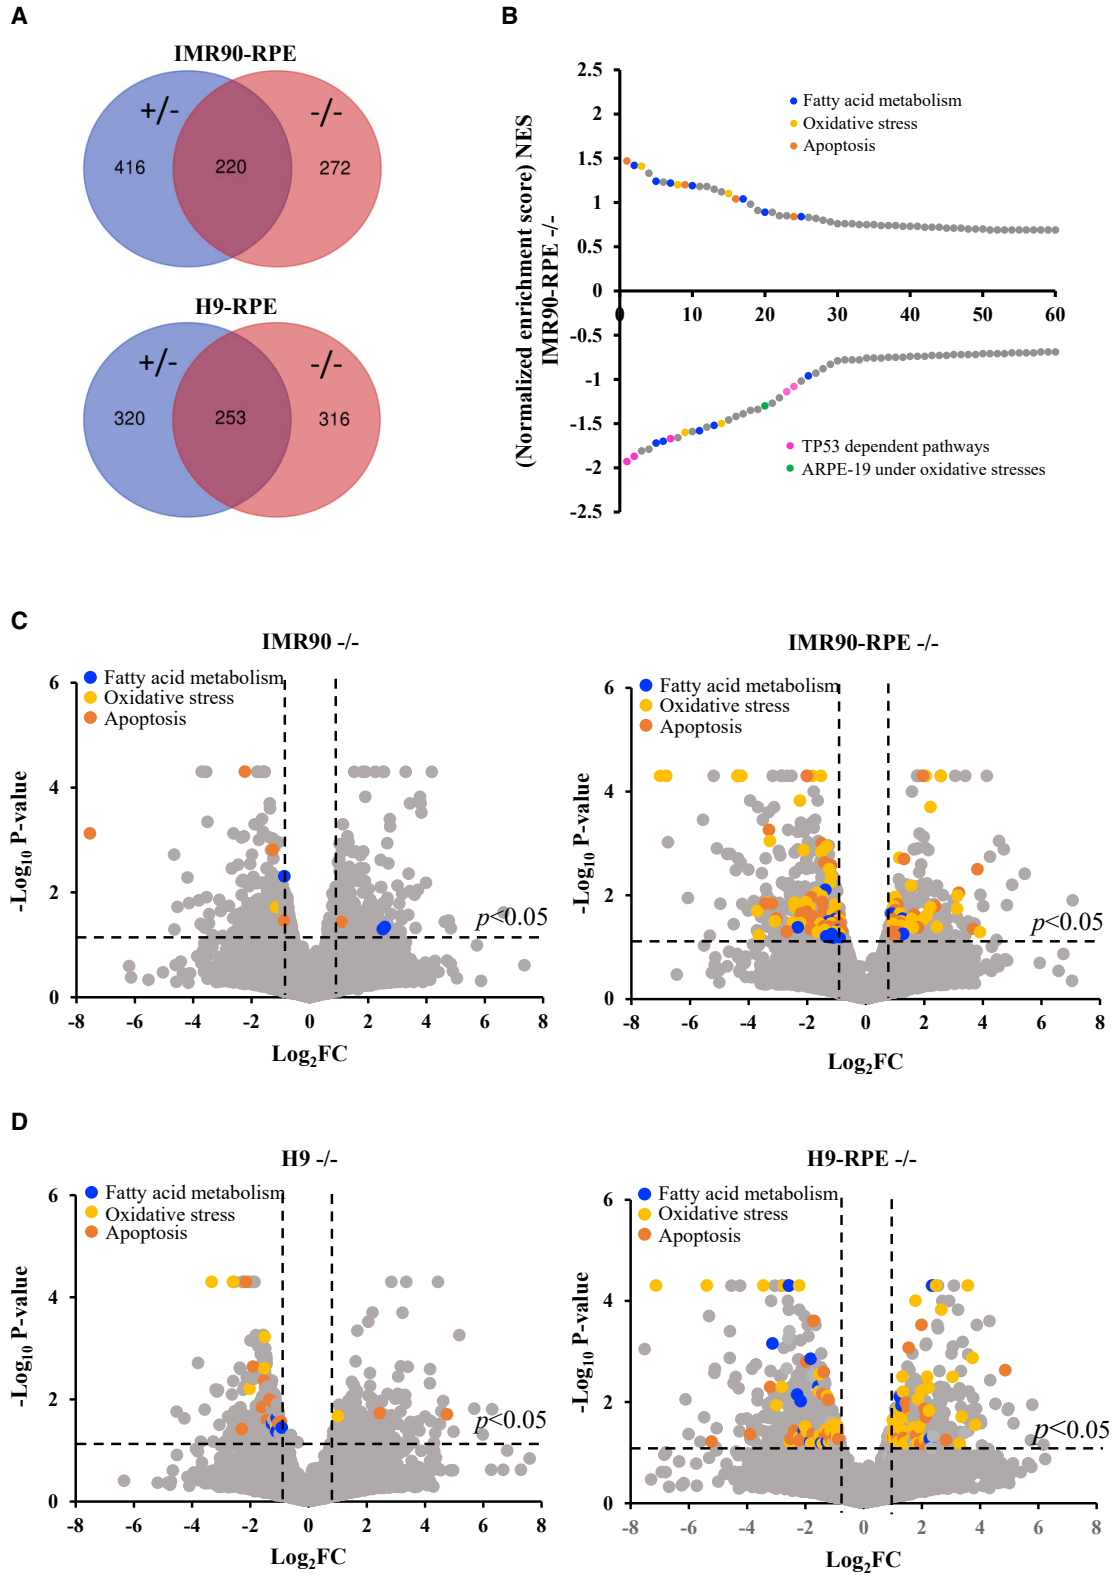 A
IMR90-RPE
+/-
-/-
416
220
272
H9-RPE
+/-
-/-
320
253
316
B
(Normalized enrichment score) NES
IMR90-RPE -/-
2.5
2
1.5
1
0.5
0
-0.5
-1
-1.5
-2
-2.5
0
10
20
30
40
50
60
Fatty acid metabolism
Oxidative stress
Apoptosis
TP53 dependent pathways
ARPE-19 under oxidative stresses
C
IMR90 -/-
Fatty acid metabolism
Oxidative stress
Apoptosis
-Log10 P-value
6
4
2
0
p<0.05
-8 -6 -4 -2 0 2 4 6 8
Log2FC
IMR90-RPE -/-
Fatty acid metabolism
Oxidative stress
Apoptosis
-Log10 P-value
6
4
2
0
p<0.05
-8 -6 -4 -2 0 2 4 6 8
Log2FC
D
H9 -/-
Fatty acid metabolism
Oxidative stress
Apoptosis
-Log10 P-value
6
4
2
0
p<0.05
-8 -6 -4 -2 0 2 4 6 8
Log2FC
H9-RPE -/-
Fatty acid metabolism
Oxidative stress
Apoptosis
-Log10 P-value
6
4
2
0
p<0.05
-8 -6 -4 -2 0 2 4 6 8
Log2FC